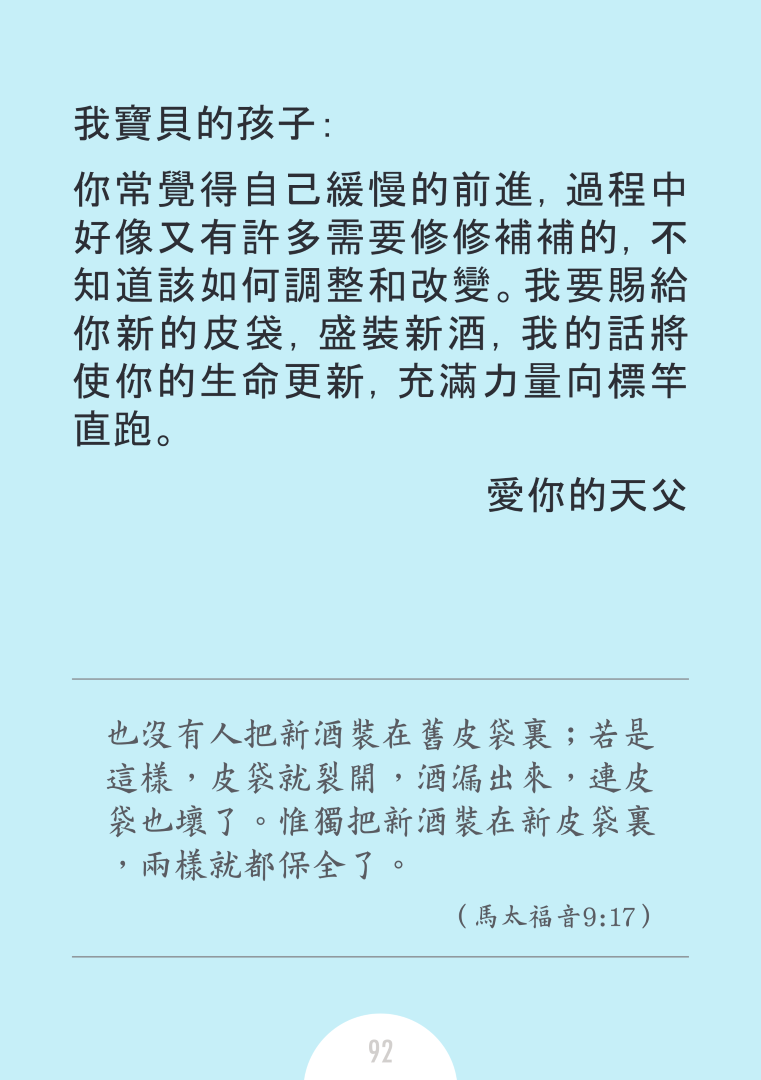 我寶貝的孩子：
你常覺得自己緩慢的前進，過程中
好像又有許多需要修修補補的，不
知道該如何調整和改變。我要賜給
你新的皮袋，盛裝新酒，我的話將
使你的生命更新，充滿力量向標竿
直跑。
愛你的天父
也沒有人把新酒裝在舊皮袋裏；若是
這樣，皮袋就裂開，酒漏出來，連皮
袋也壞了。惟獨把新酒裝在新皮袋裏
，兩樣就都保全了。
（馬太福音9:17）
92